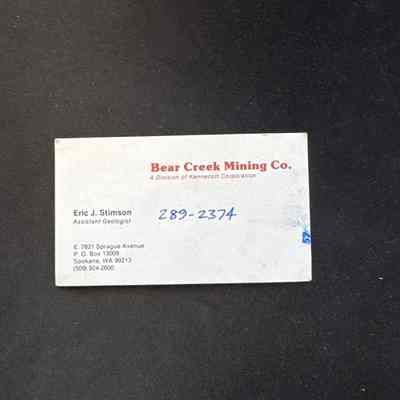 Bear Creek Mining Co.
A Division of Kennecott Corporation
Eric J. Stimson
Assistant Geologist
289-2374
E. 7921 Sprague Avenue
P. O. Box 13009
Spokane, WA 99213
(509) 924-2600